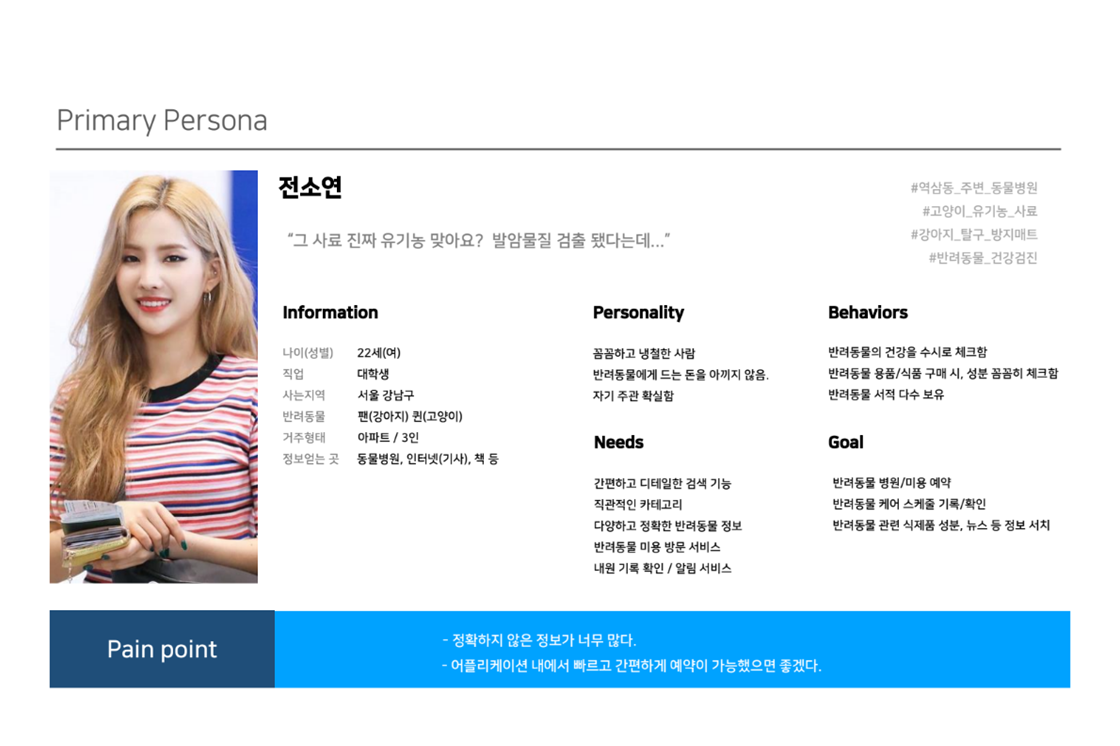 Primary Persona
전소연
“그 사료 진짜 유기농 맞아요? 발암물질 검출 됐다는데...”
#역삼동_주변_동물병원
#고양이_유기농_사료
#강아지_탈구_방지매트
#반려동물_건강검진
Information
나이(성별) 22세(여)
직업 대학생
사는지역 서울 강남구
반려동물 팬(강아지) 퀸(고양이)
거주형태 아파트 / 3인
정보얻는 곳 동물병원, 인터넷(기사), 책 등
Personality
꼼꼼하고 냉철한 사람
반려동물에게 드는 돈을 아끼지 않음.
자기 주관 확실함
Behaviors
반려동물의 건강을 수시로 체크함
반려동물 용품/식품 구매 시, 성분 꼼꼼히 체크함
반려동물 서적 다수 보유
Needs
간편하고 디테일한 검색 기능
직관적인 카테고리
다양하고 정확한 반려동물 정보
반려동물 미용 방문 서비스
내원 기록 확인 / 알림 서비스
Goal
반려동물 병원/미용 예약
반려동물 케어 스케줄 기록/확인
반려동물 관련 식제품 성분, 뉴스 등 정보 서치
Pain point
- 정확하지 않은 정보가 너무 많다.
- 어플리케이션 내에서 빠르고 간편하게 예약이 가능했으면 좋겠다.